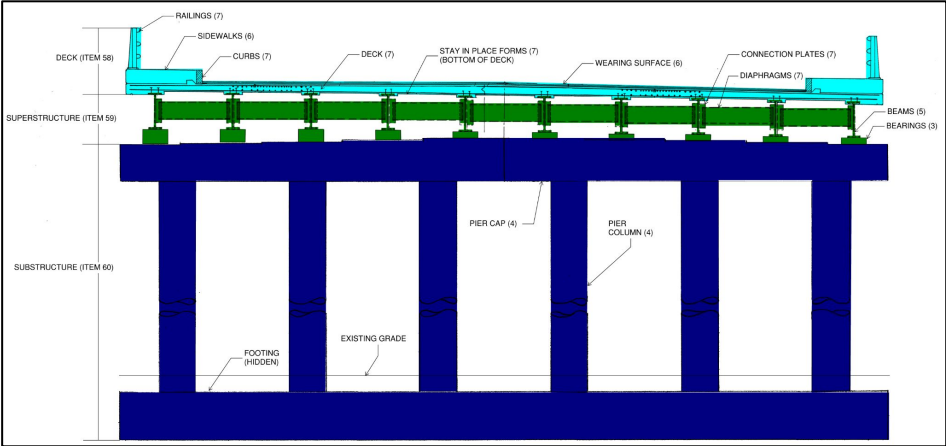 RAILINGS (7)
SIDEWALKS (6)
DECK (ITEM 58)
CURBS (7)
DECK (7)
STAY IN PLACE FORMS (7)
(BOTTOM OF DECK)
WEARING SURFACE (6)
CONNECTION PLATES (7)
DIAPHRAGMS (7)
SUPERSTRUCTURE (ITEM 59)
BEAMS (5)
BEARINGS (3)
PIER CAP (4)
PIER
COLUMN (4)
SUBSTRUCTURE (ITEM 60)
EXISTING GRADE
FOOTING
(HIDDEN)